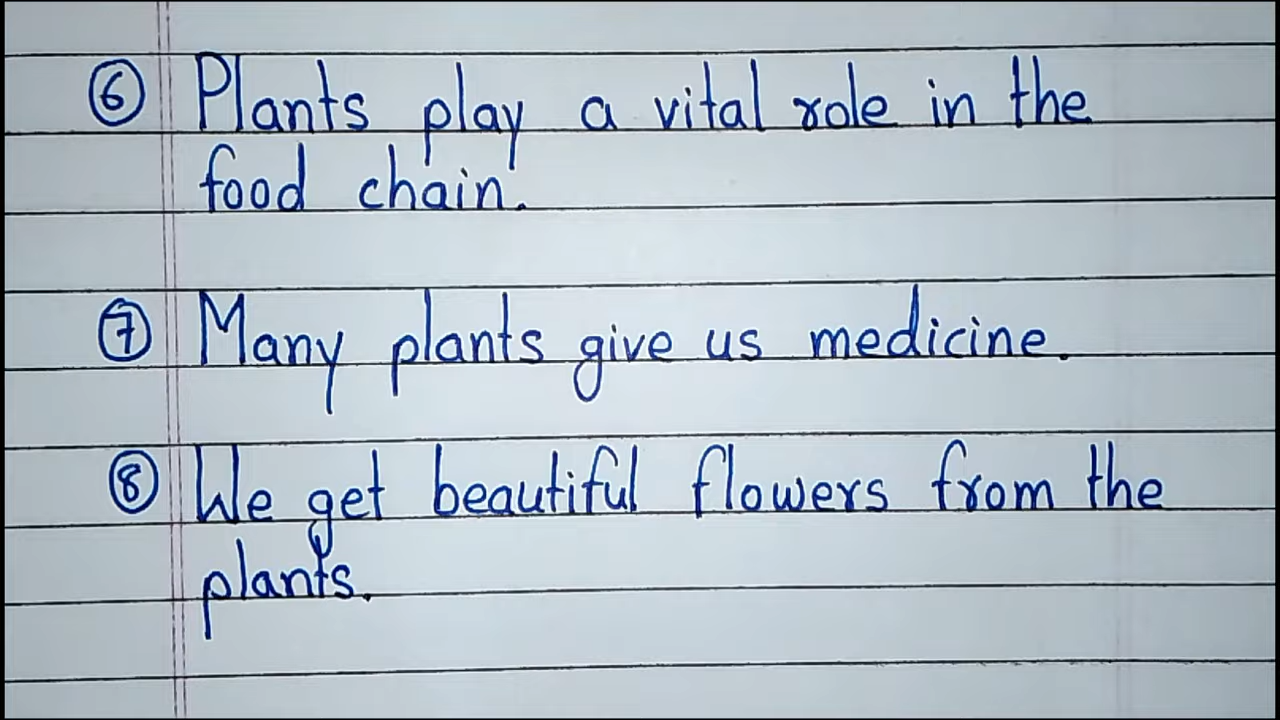 ⑥ Plants play a vital role in the
food chain.
⑦ Many plants give us medicine.
⑧ We get beautiful flowers from the
plants.